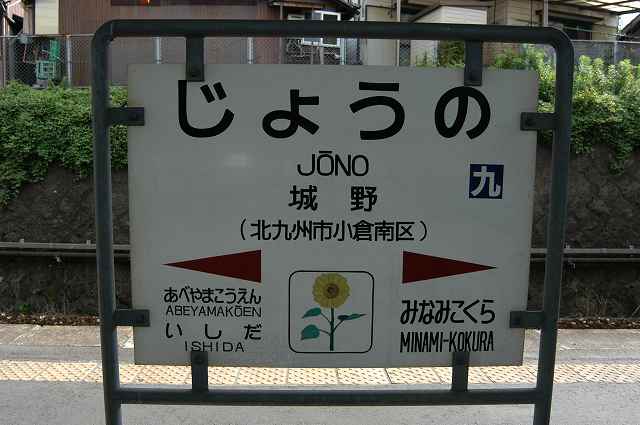 じょうの
JŌNO
城野
九
(北九州市小倉南区)
あべやまこうえん
ABEYAMAKŌEN
いしだ
ISHIDA
みなみこくら
MINAMI-KOKURA